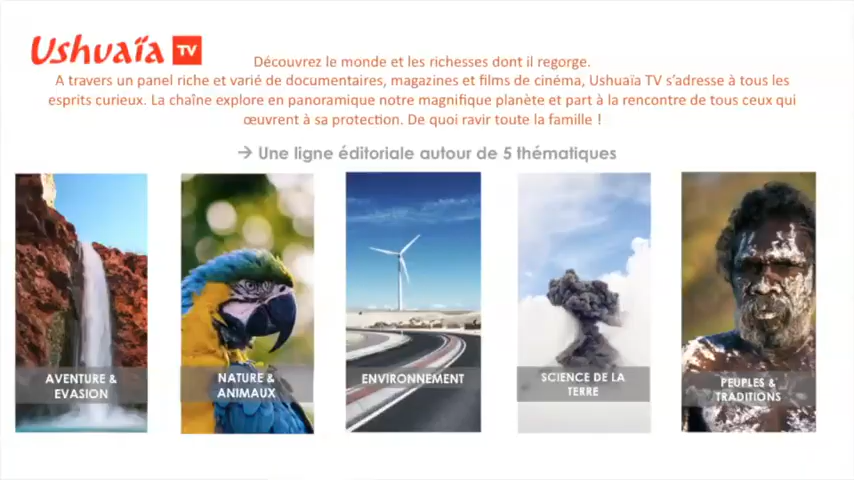 Ushuaïa TV
Découvrez le monde et les richesses dont il regorge.
A travers un panel riche et varié de documentaires, magazines et films de cinéma, Ushuaïa TV s'adresse à tous les
esprits curieux. La chaîne explore en panoramique notre magnifique planète et part à la rencontre de tous ceux qui
œuvrent à sa protection. De quoi ravir toute la famille !
→ Une ligne éditoriale autour de 5 thématiques
AVENTURE &
EVASION
NATURE &
ANIMAUX
ENVIRONNEMENT
SCIENCE DE LA
TERRE
PEUPLES &
TRADITIONS